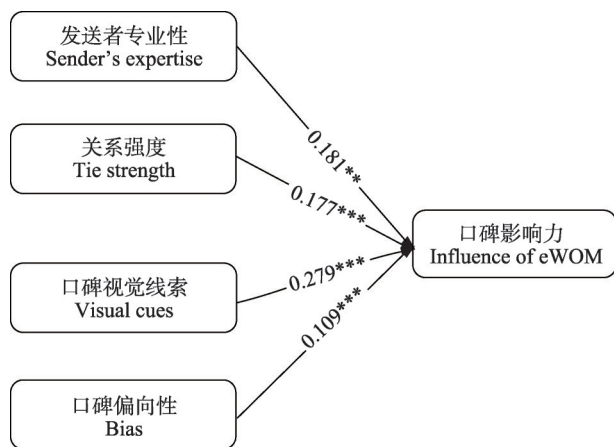 发送者专业性
Sender's expertise
0.181**
关系强度
Tie strength
0.177***
口碑影响力
Influence of eWOM
口碑视觉线索
Visual cues
0.279***
0.109***
口碑偏向性
Bias